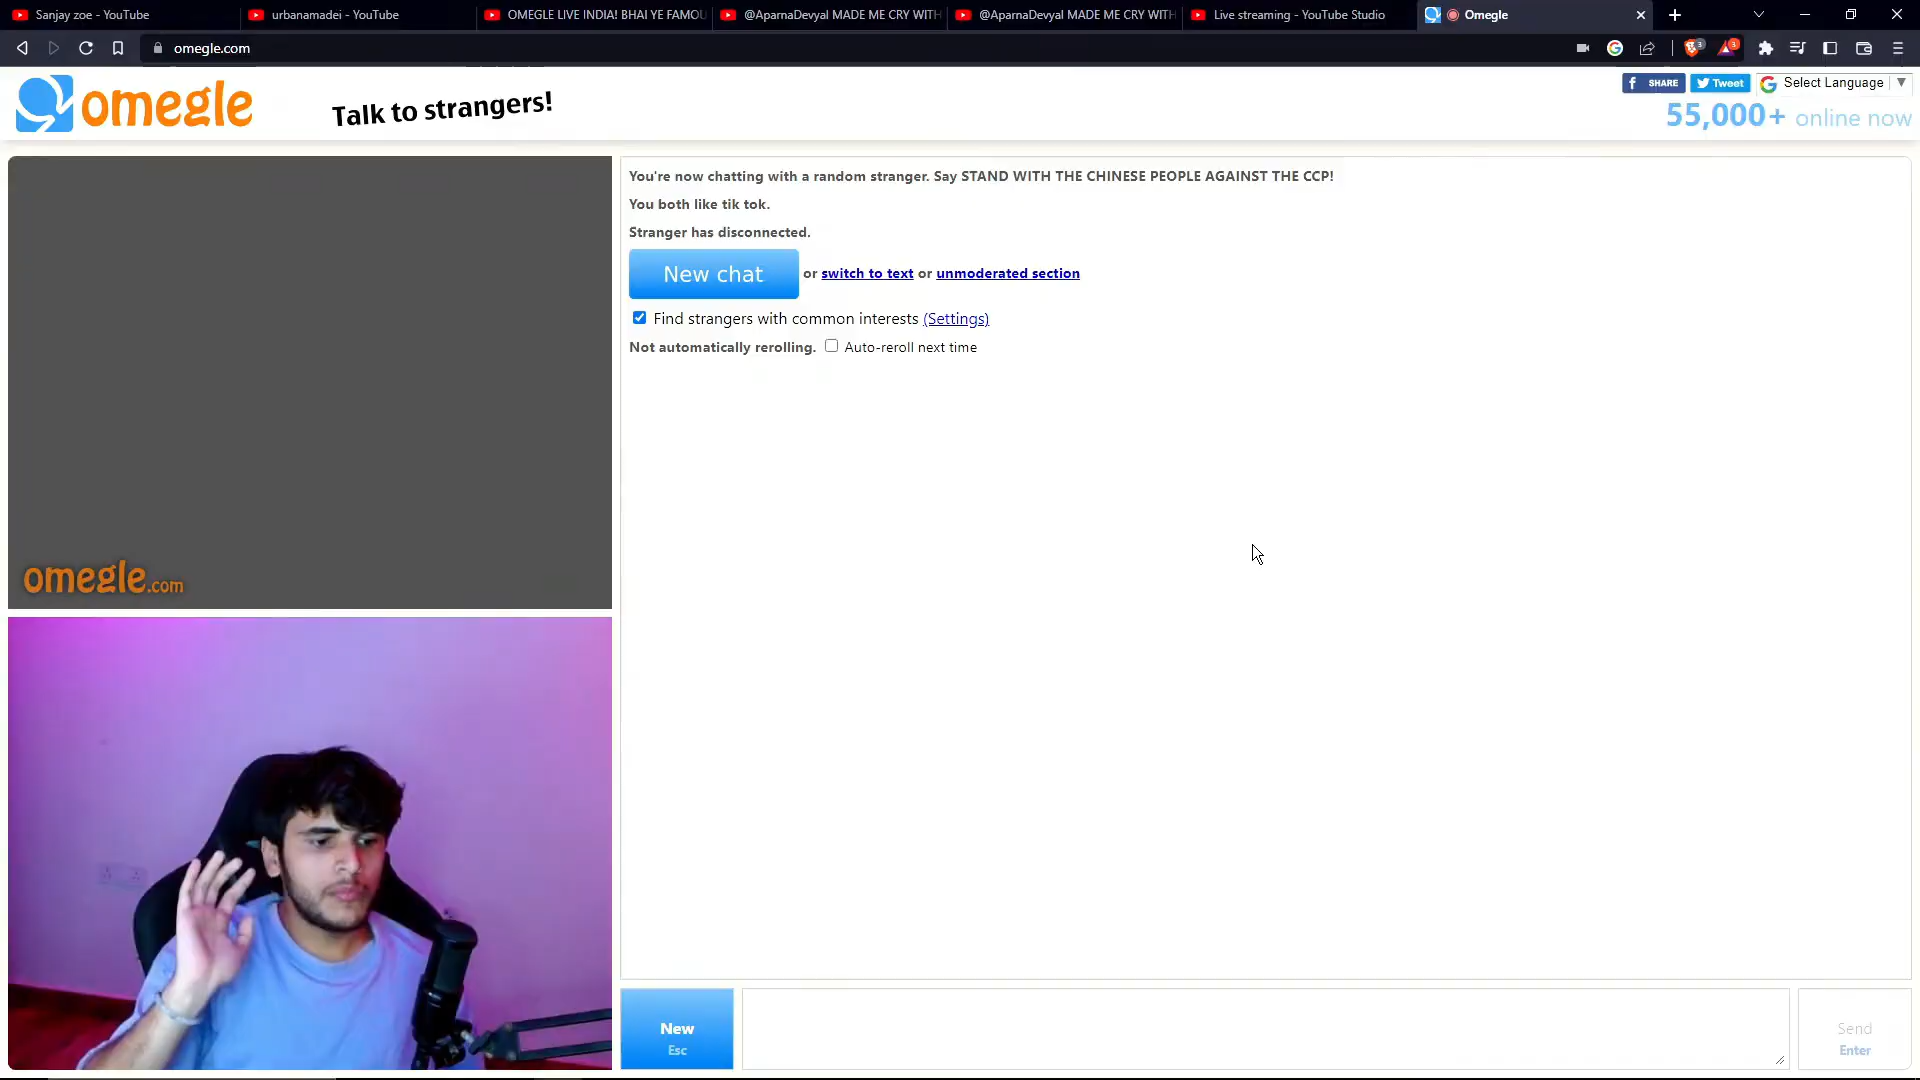 Sanjay zoe - YouTube
urbanamadei - YouTube
OMEGLE LIVE INDIA! BHAI YE FAMOU
@AparnaDevyal MADE ME CRY WITH
@AparnaDevyal MADE ME CRY WITH
Live streaming - YouTube Studio
Omegle
omegle.com
3
3
omegle
Talk to strangers!
f SHARE
Tweet
Select Language
55,000+ online now
You're now chatting with a random stranger. Say STAND WITH THE CHINESE PEOPLE AGAINST THE CCP!
You both like tik tok.
Stranger has disconnected.
New chat or switch to text or unmoderated section
Find strangers with common interests (Settings)
Not automatically rerolling. Auto-reroll next time
omegle.com
New
Esc
Send
Enter